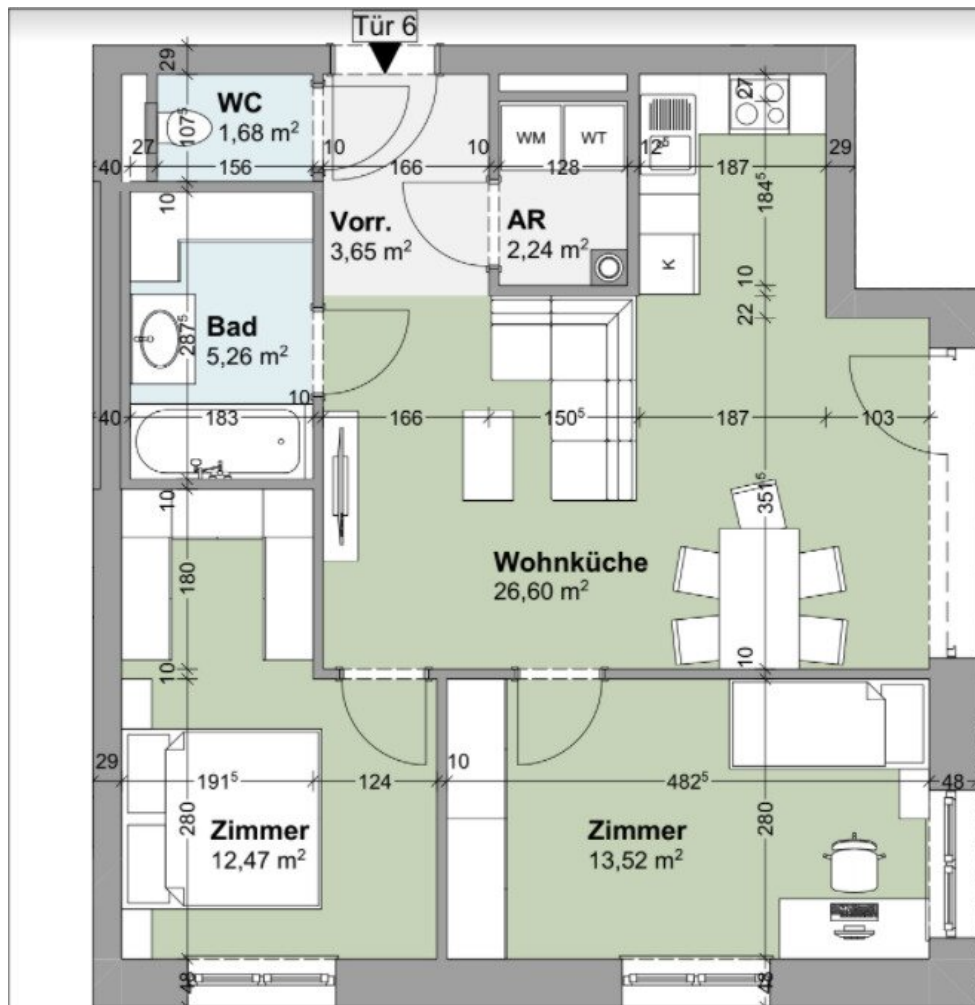 Tür 6
29
WC
1,68 m²
107⁵
27
40
27
156
10
166
10
WM
WT
128
12⁵
187
29
184⁵
10
Vorr.
3,65 m²
AR
2,24 m²
K
10
22
Bad
5,26 m²
287⁵
10
40
183
166
150⁵
187
103
10
351⁵
180
Wohnküche
26,60 m²
10
10
29
191⁵
124
10
482⁵
48
280
Zimmer
12,47 m²
Zimmer
13,52 m²
280
48
48